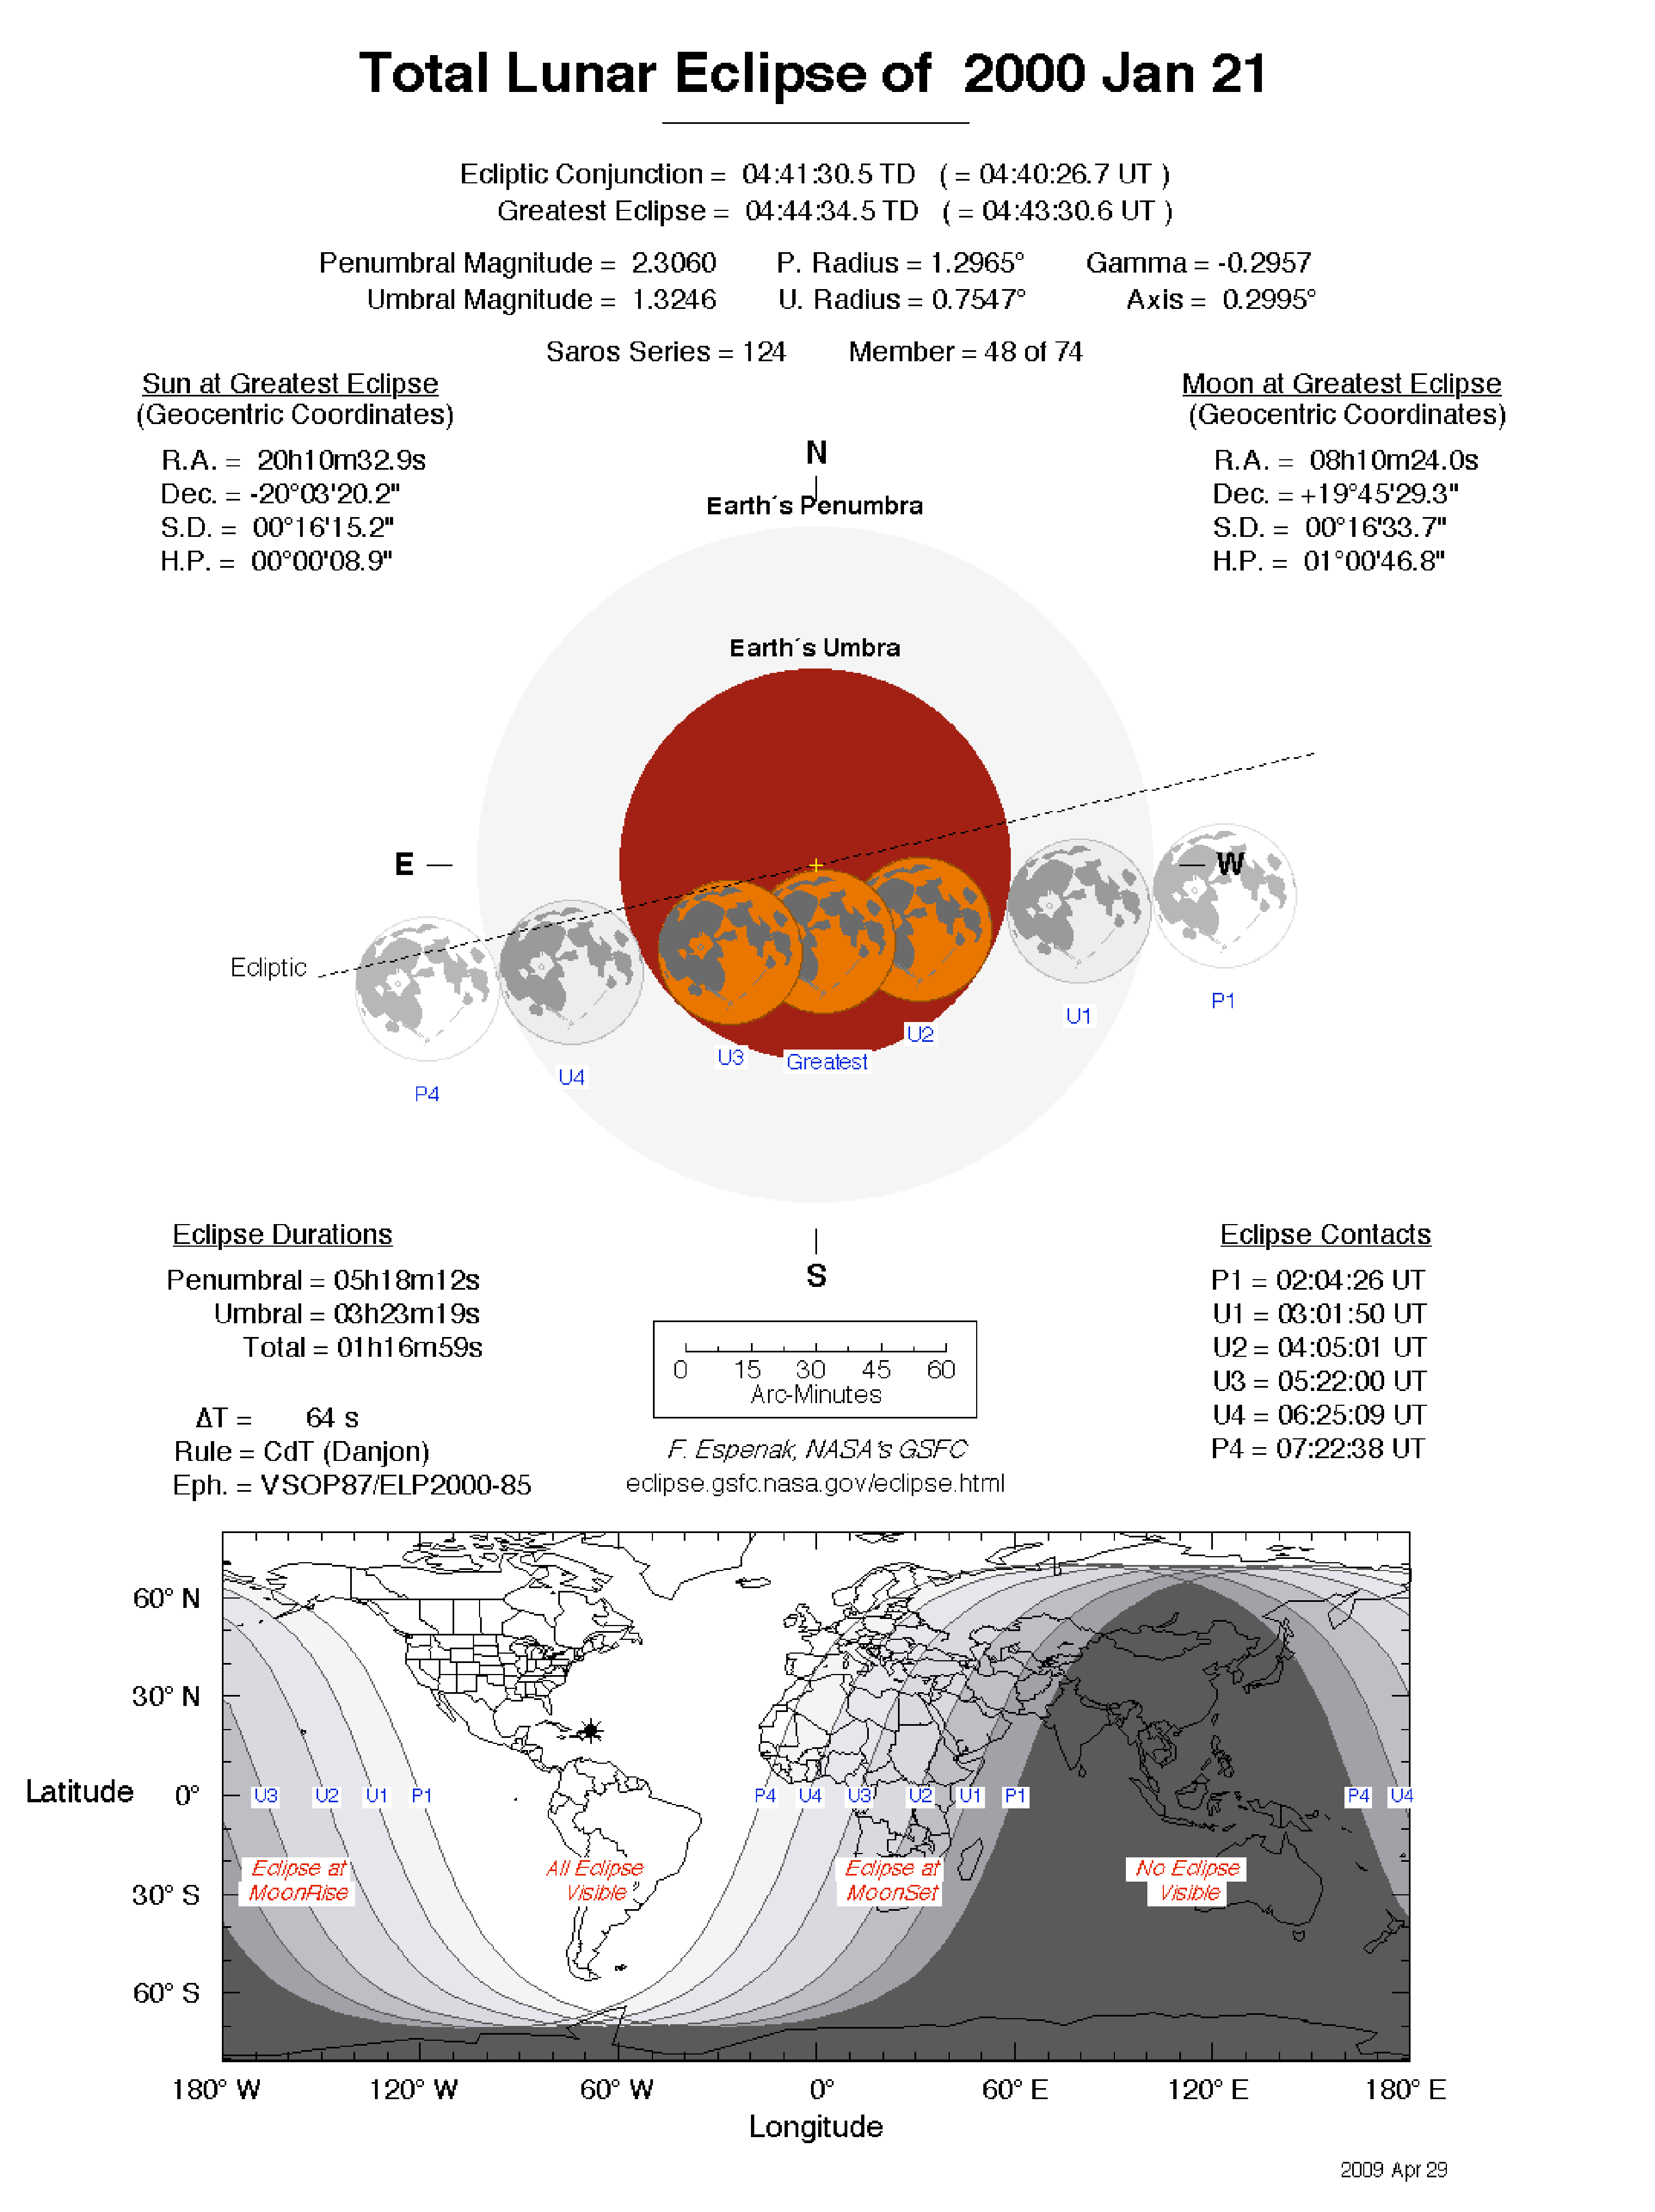 Total Lunar Eclipse of 2000 Jan 21
Ecliptic Conjunction = 04:41:30.5 TD ( = 04:40:26.7 UT )
Greatest Eclipse = 04:44:34.5 TD ( = 04:43:30.6 UT )
Penumbral Magnitude = 2.3060 P. Radius = 1.2965° Gamma = -0.2957
Umbral Magnitude = 1.3246 U. Radius = 0.7547° Axis = 0.2995°
Saros Series = 124 Member = 48 of 74
Sun at Greatest Eclipse
(Geocentric Coordinates)
R.A. = 20h10m32.9s
Dec. = -20°03'20.2"
S.D. = 00°16'15.2"
H.P. = 00°00'08.9"
Moon at Greatest Eclipse
(Geocentric Coordinates)
R.A. = 08h10m24.0s
Dec. = +19°45'29.3"
S.D. = 00°16'33.7"
H.P. = 01°00'46.8"
N
Earth´s Penumbra
Earth´s Umbra
E
W
Ecliptic
P4
U4
U3
Greatest
U2
U1
P1
S
Eclipse Durations
Penumbral = 05h18m12s
Umbral = 03h23m19s
Total = 01h16m59s
ΔT = 64 s
Rule = CdT (Danjon)
Eph. = VSOP87/ELP2000-85
0 15 30 45 60
Arc-Minutes
F. Espenak, NASA's GSFC
eclipse.gsfc.nasa.gov/eclipse.html
Eclipse Contacts
P1 = 02:04:26 UT
U1 = 03:01:50 UT
U2 = 04:05:01 UT
U3 = 05:22:00 UT
U4 = 06:25:09 UT
P4 = 07:22:38 UT
60° N
30° N
Latitude 0°
30° S
60° S
U3 U2 U1 P1 P4 U4 U3 U2 U1 P1 P4 U4
Eclipse at
MoonRise
All Eclipse
Visible
Eclipse at
MoonSet
No Eclipse
Visible
180° W 120° W 60° W 0° 60° E 120° E 180° E
Longitude
2009 Apr 29